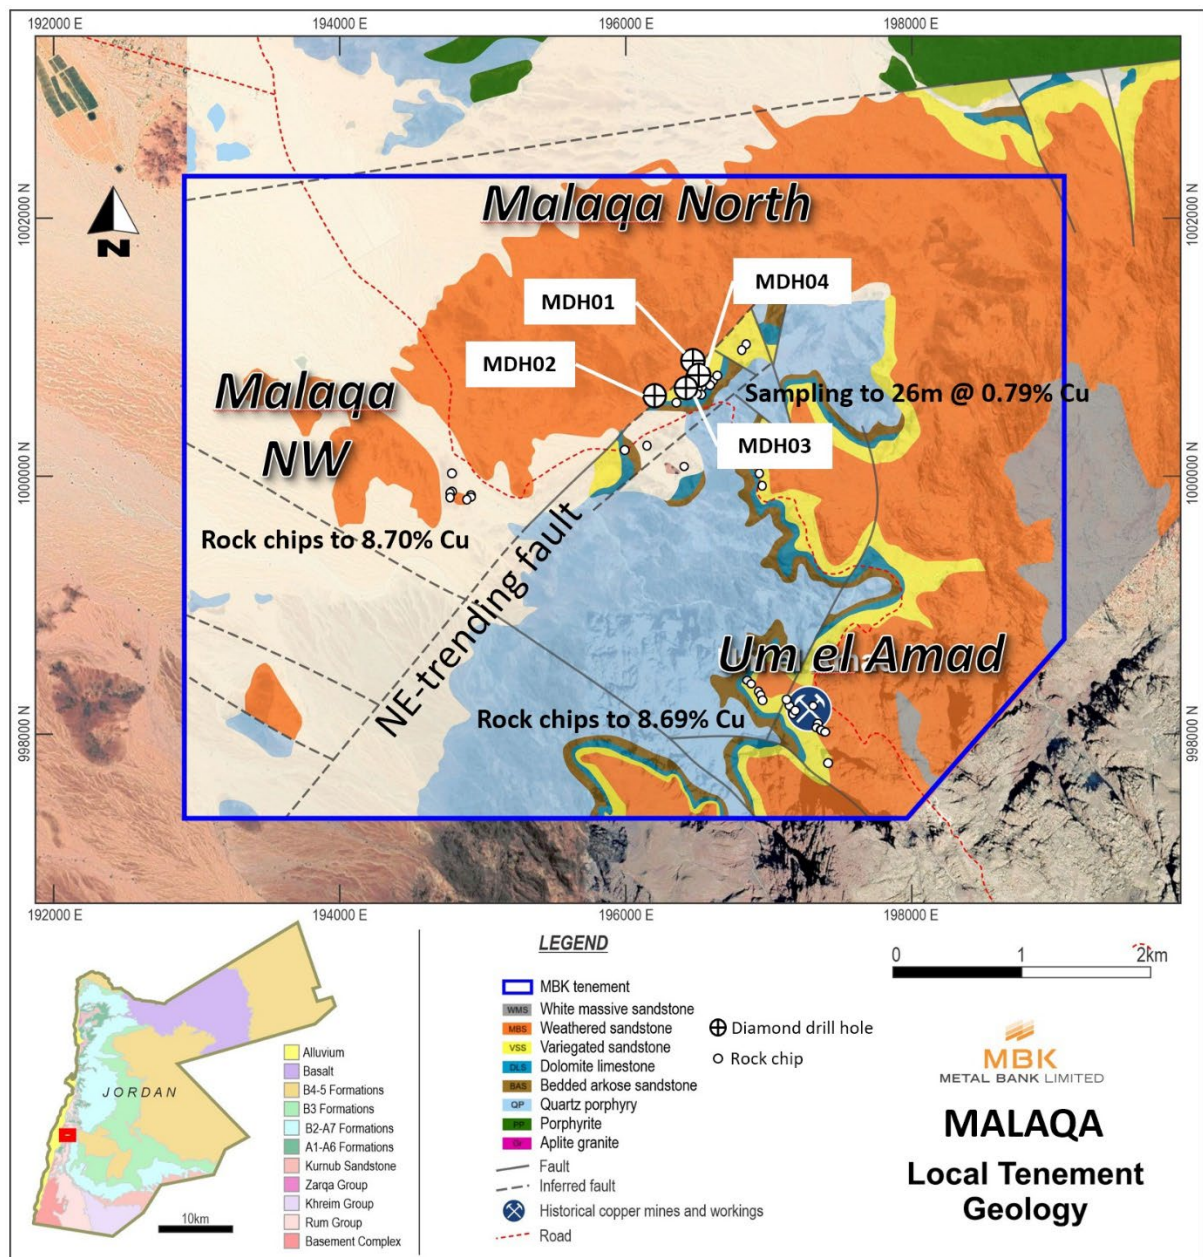 192000 E
194000 E
196000 E
198000 E
1002000 N
1002000 N
1000000 N
1000000 N
998000 N
998000 N
N
Malaqa North
MDH04
MDH01
MDH02
MDH03
Malaqa
NW
Sampling to 26m @ 0.79% Cu
Rock chips to 8.70% Cu
NE-trending fault
Um el Amad
Rock chips to 8.69% Cu
192000 E
194000 E
196000 E
198000 E
JORDAN
10km
Alluvium
Basalt
B4-5 Formations
B3 Formations
B2-A7 Formations
A1-A6 Formations
Kurnub Sandstone
Zarqa Group
Khreim Group
Rum Group
Basement Complex
LEGEND
MBK tenement
WMS White massive sandstone
MBS Weathered sandstone
VSS Variegated sandstone
DLS Dolomite limestone
BAS Bedded arkose sandstone
QP Quartz porphyry
PP Porphyrite
Gr Aplite granite
Fault
Inferred fault
Historical copper mines and workings
Road
Diamond drill hole
Rock chip
0 1 2km
MBK
METAL BANK LIMITED
MALAQA
Local Tenement
Geology